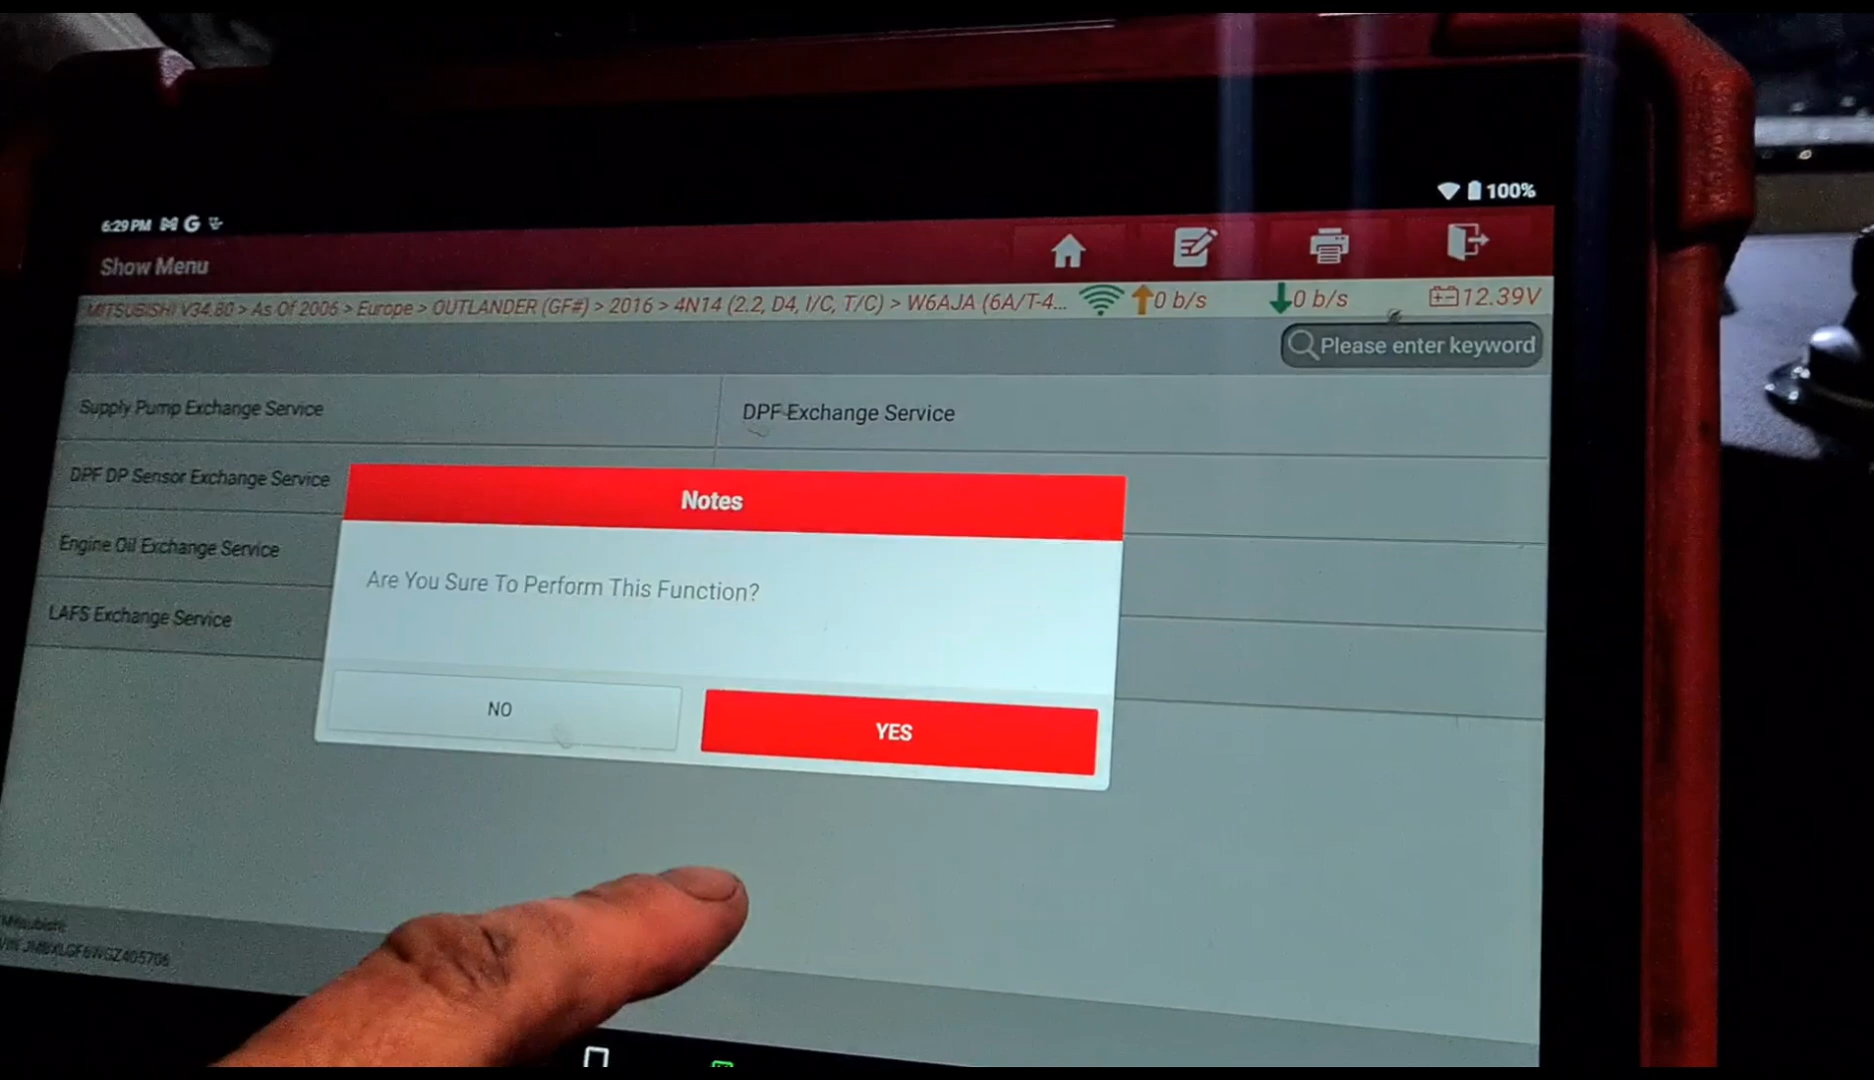 6:29 PM
100%
Show Menu
MITSUBISHI V34.80 > As Of 2006 > Europe > OUTLANDER (GF#) > 2016 > 4N14 (2.2, D4, I/C, T/C) > W6AJA (6A/T-4...
0 b/s
0 b/s
12.39V
Please enter keyword
Supply Pump Exchange Service
DPF Exchange Service
DPF DP Sensor Exchange Service
Engine Oil Exchange Service
LAFS Exchange Service
Notes
Are You Sure To Perform This Function?
NO
YES